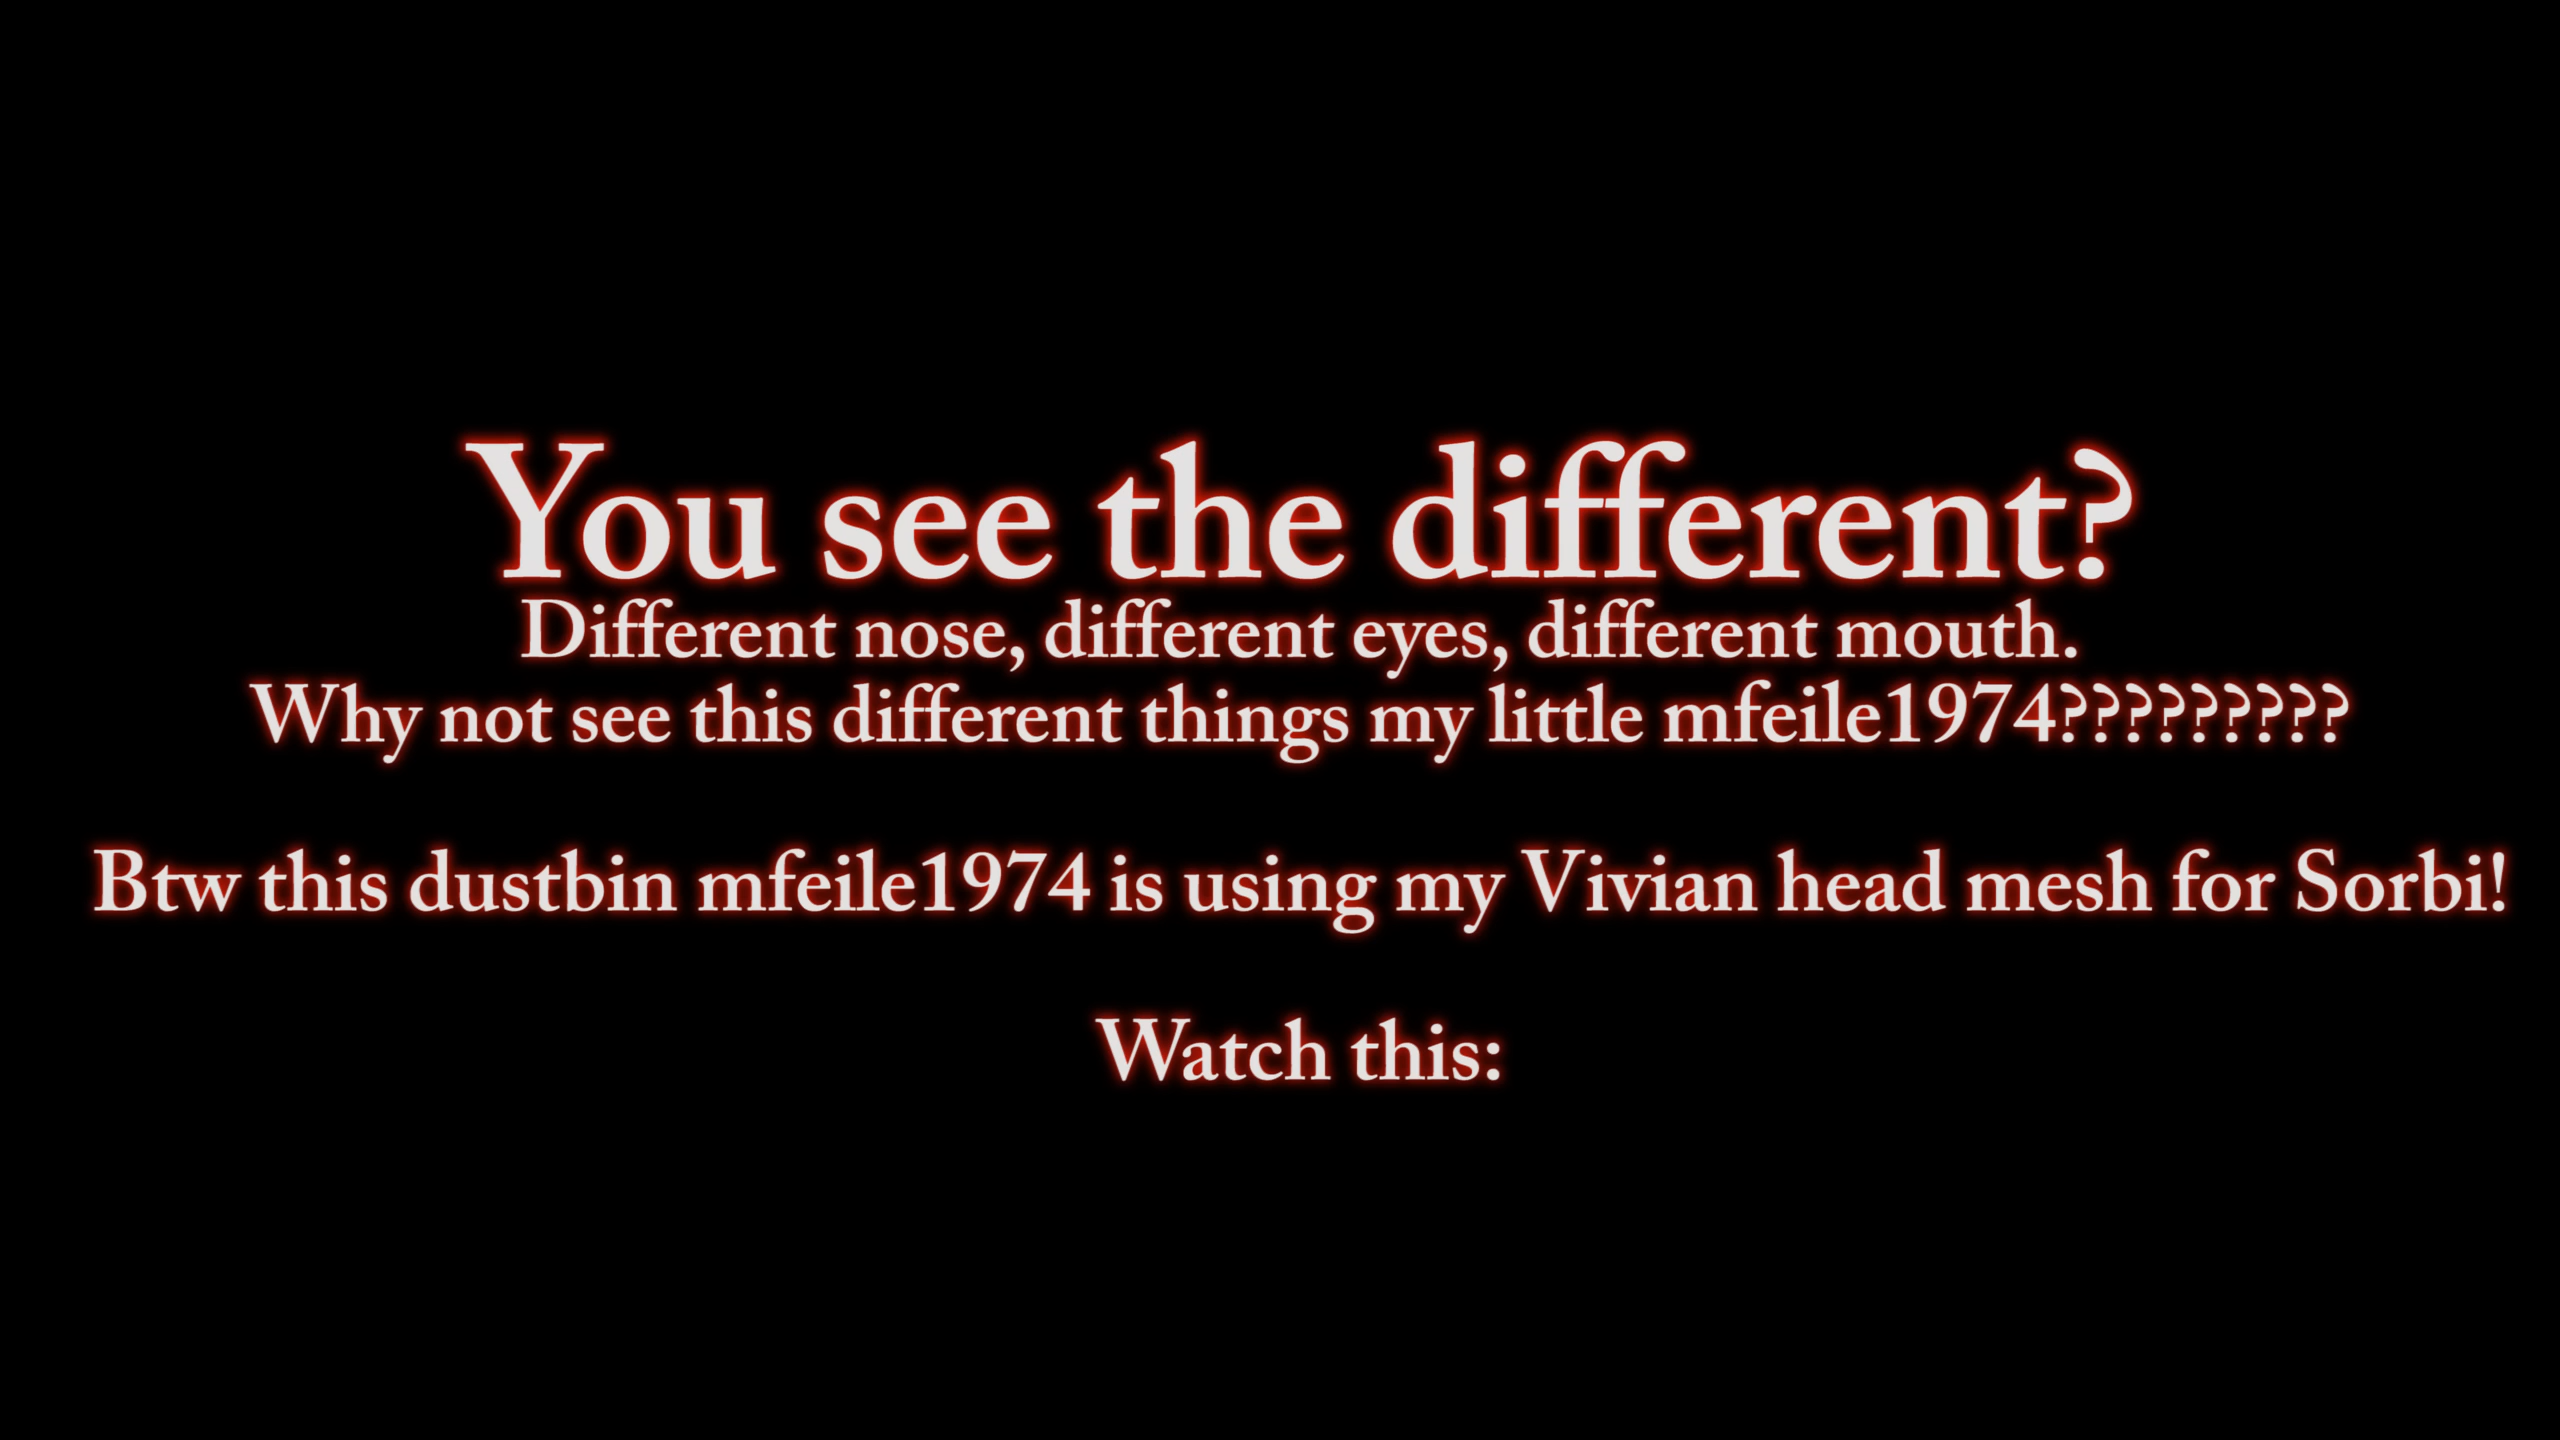 You see the different?
Different nose, different eyes, different mouth.
Why not see this different things my little mfeile1974?????????
Btw this dustbin mfeile1974 is using my Vivian head mesh for Sorbi!
Watch this: